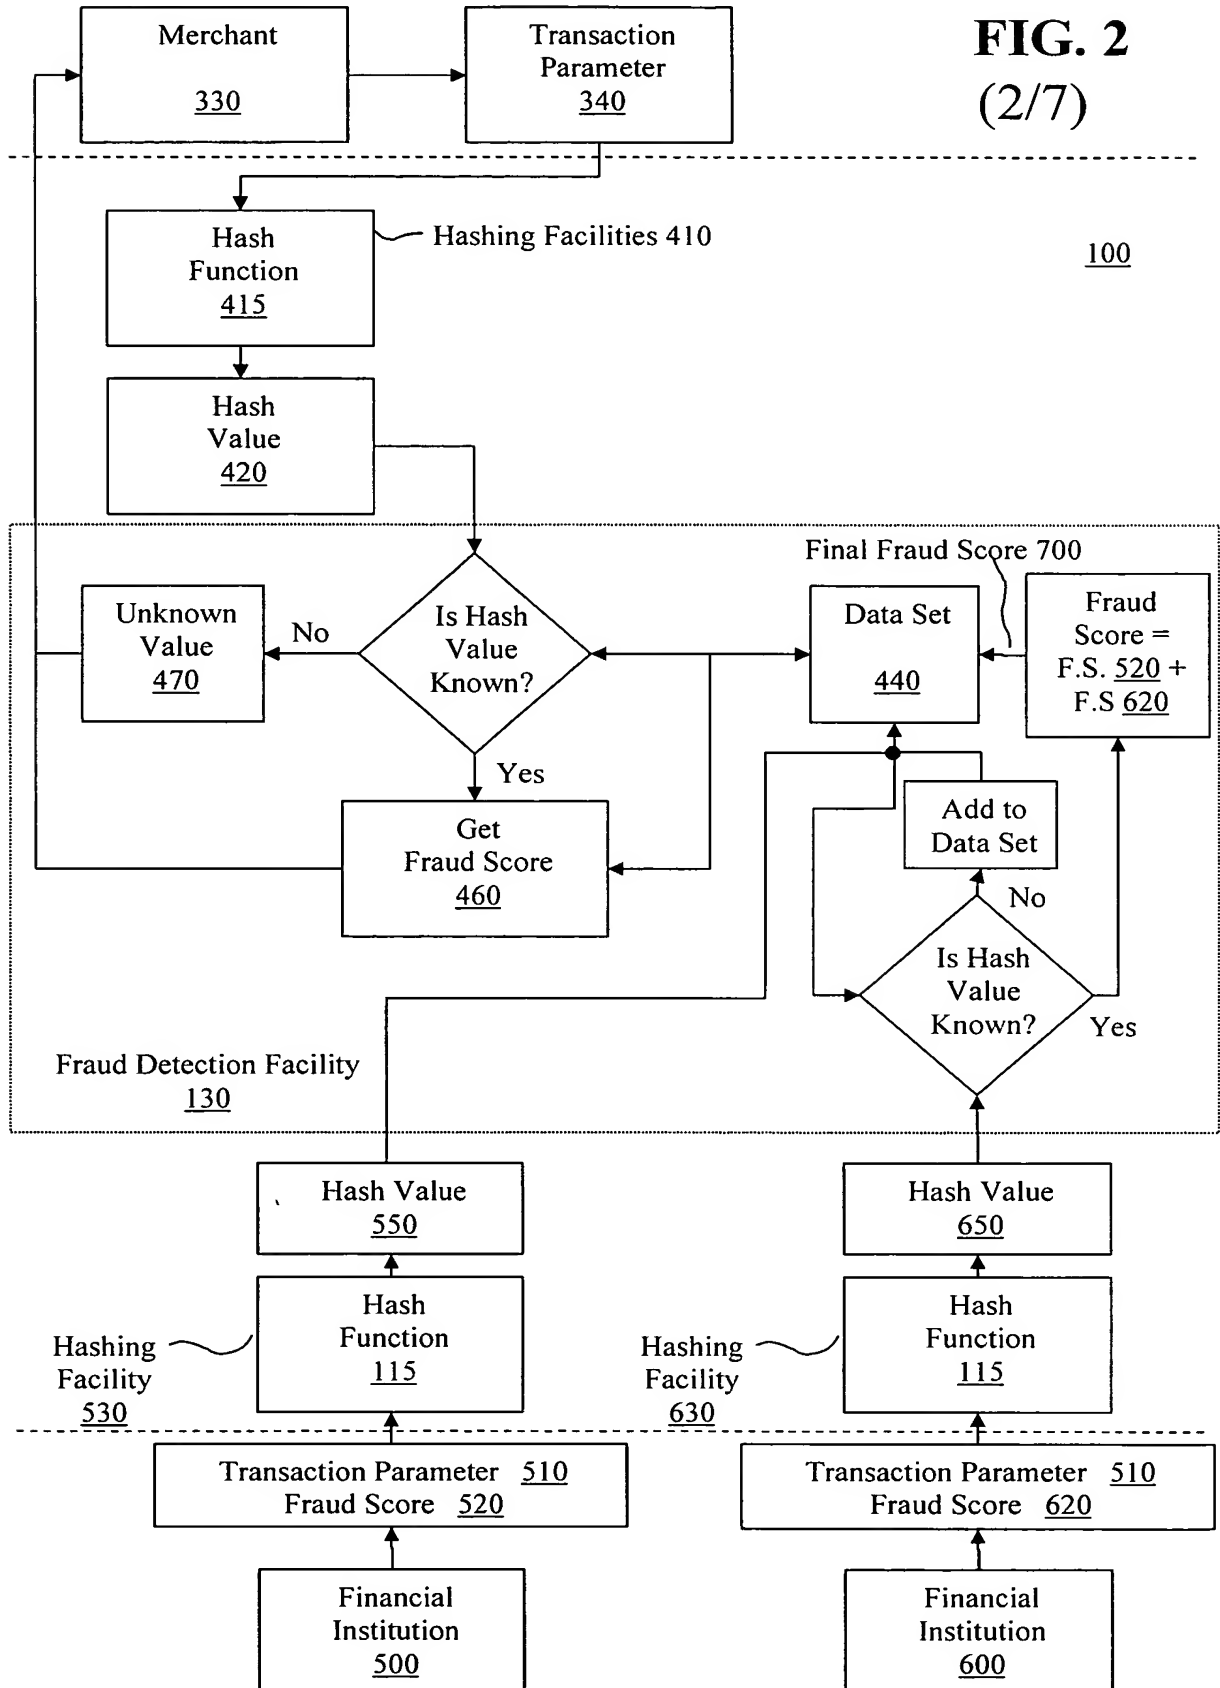 FIG. 2
(2/7)
Merchant
330
Transaction
Parameter
340
Hash
Function
415
Hashing Facilities 410
100
Hash
Value
420
Final Fraud Score 700
Unknown
Value
470
No
Is Hash
Value
Known?
Yes
Data Set
440
Fraud
Score =
F.S. 520 +
F.S 620
Get
Fraud Score
460
Add to
Data Set
No
Is Hash
Value
Known?
Yes
Fraud Detection Facility
130
Hash Value
550
Hash Value
650
Hashing
Facility
530
Hash
Function
115
Hashing
Facility
630
Hash
Function
115
Transaction Parameter 510
Fraud Score 520
Transaction Parameter 510
Fraud Score 620
Financial
Institution
500
Financial
Institution
600